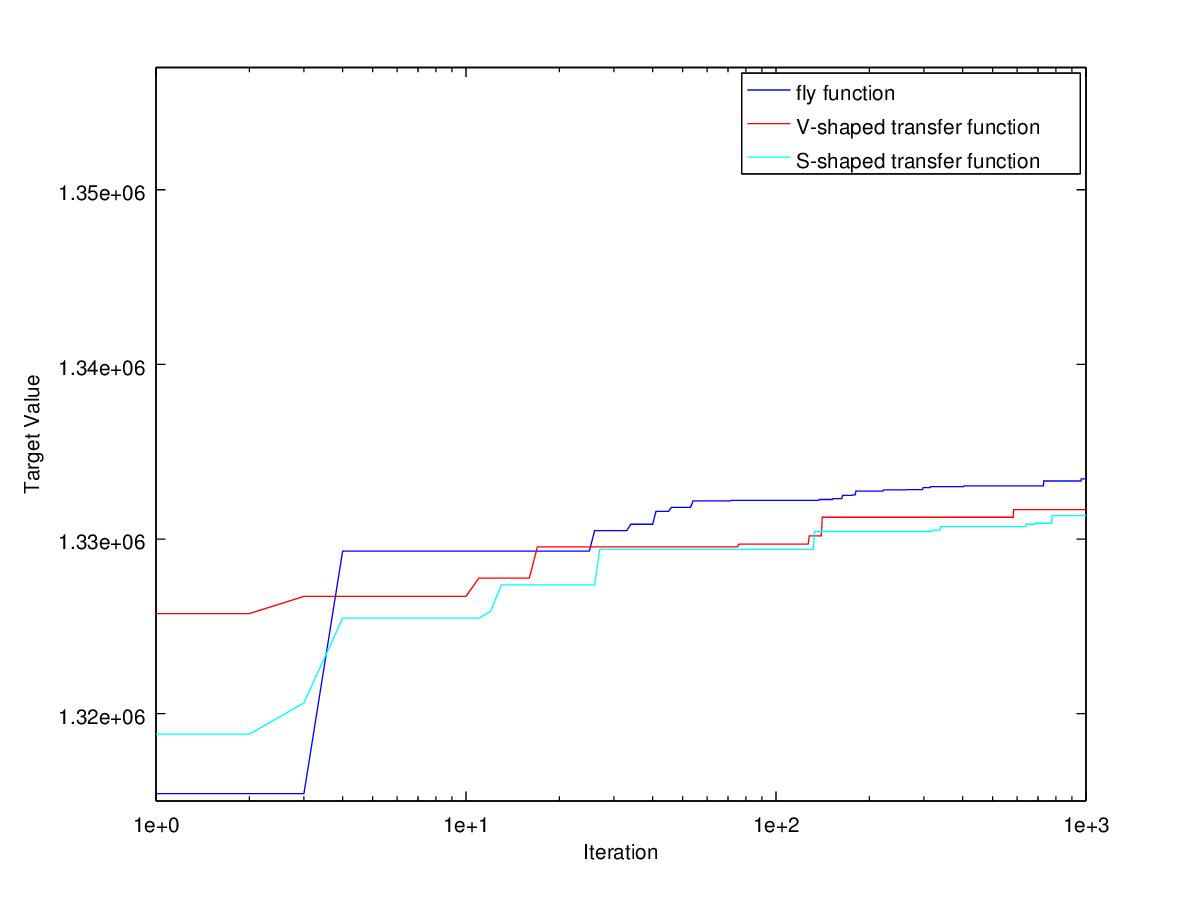 fly function
V-shaped transfer function
S-shaped transfer function
1.35e+06
1.34e+06
1.33e+06
1.32e+06
Target Value
1e+0 1e+1 1e+2 1e+3
Iteration